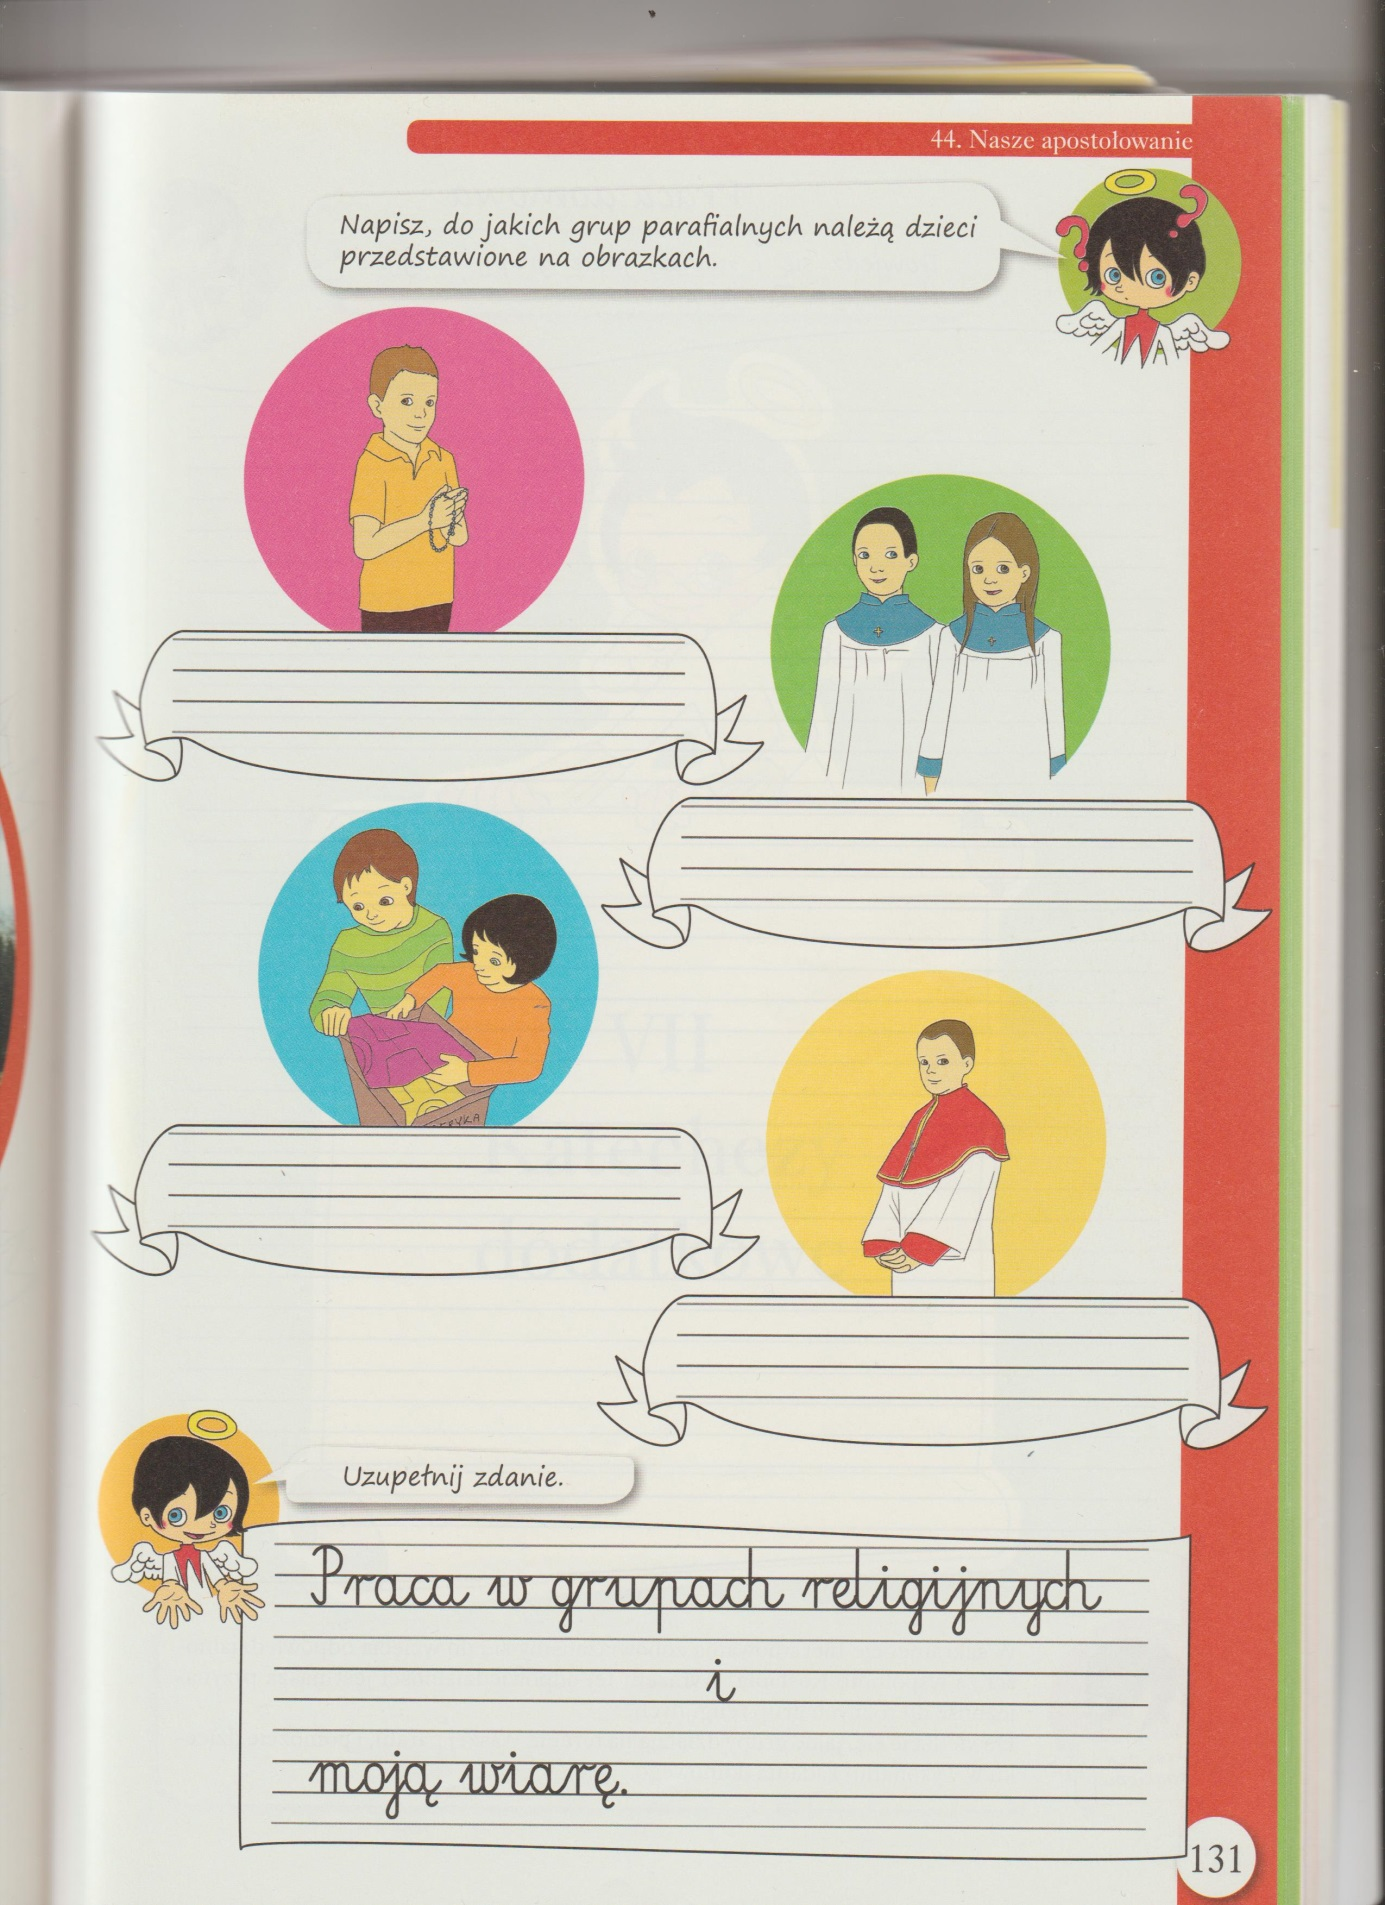 44. Nasze apostołowanie
Napisz, do jakich grup parafialnych należą dzieci
przedstawione na obrazkach.
Uzupełnij zdanie.
Praca w grupach religijnych
i
moją wiarę.
131